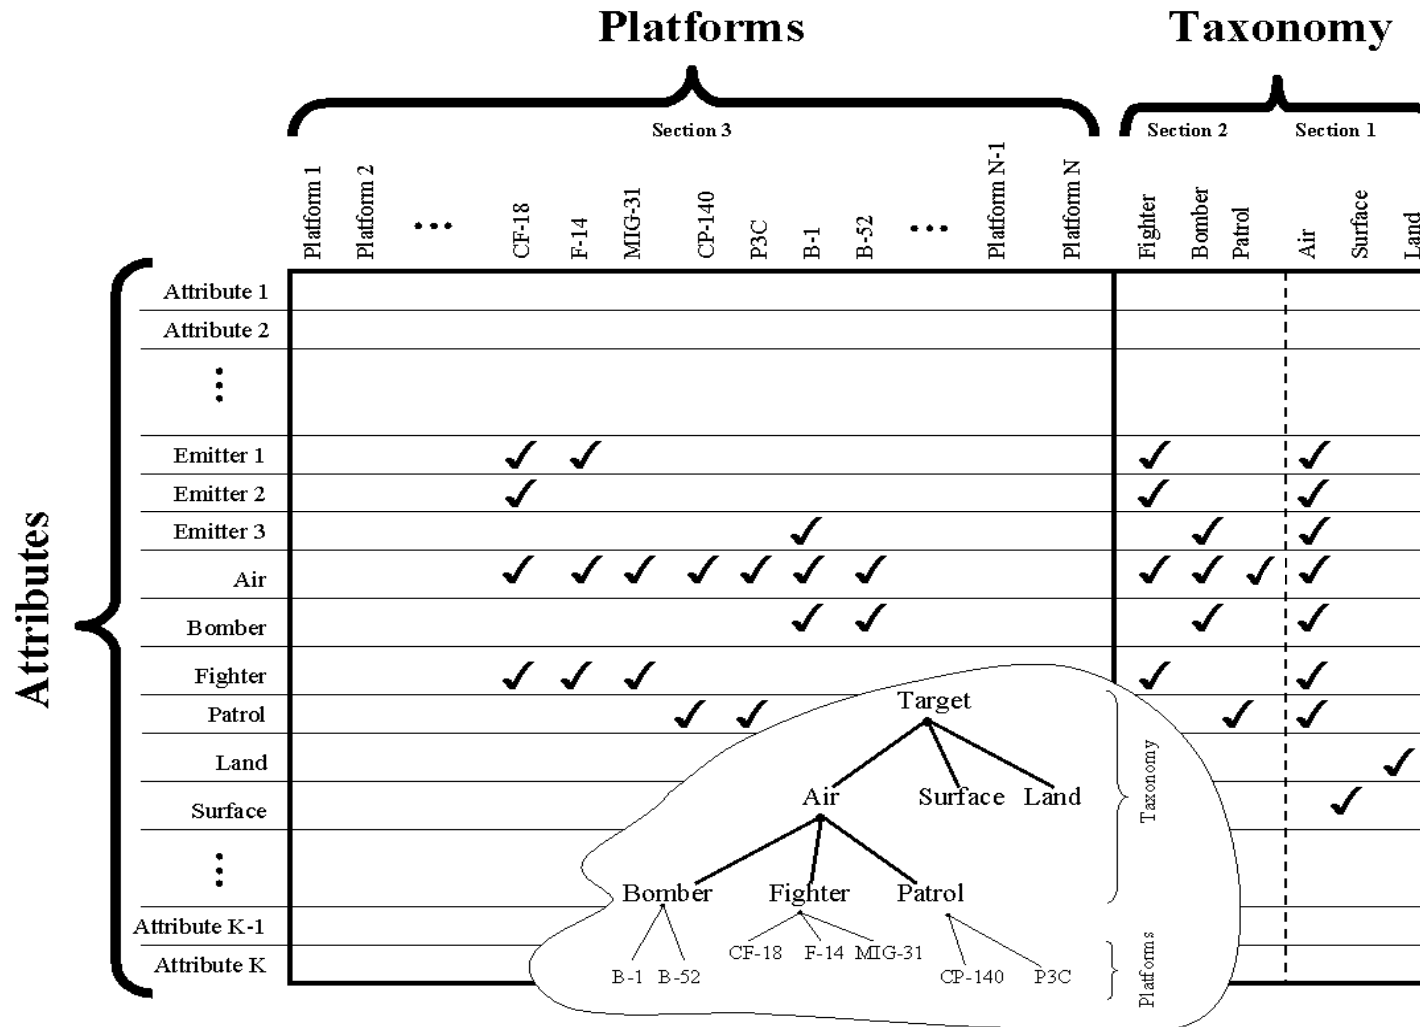 Platforms Taxonomy
Section 3 Section 2 Section 1
Platform 1 Platform 2 ... CF-18 F-14 MIG-31 CP-140 P3C B-1 B-52 ... Platform N-1 Platform N Fighter Bomber Patrol Air Surface Land
Attributes
Attribute 1
Attribute 2
...
Emitter 1
Emitter 2
Emitter 3
Air
Bomber
Fighter
Patrol
Land
Surface
...
Attribute K-1
Attribute K
Target
Air Surface Land
Bomber Fighter Patrol
CF-18 F-14 MIG-31
B-1 B-52 CP-140 P3C
Taxonomy
Platforms